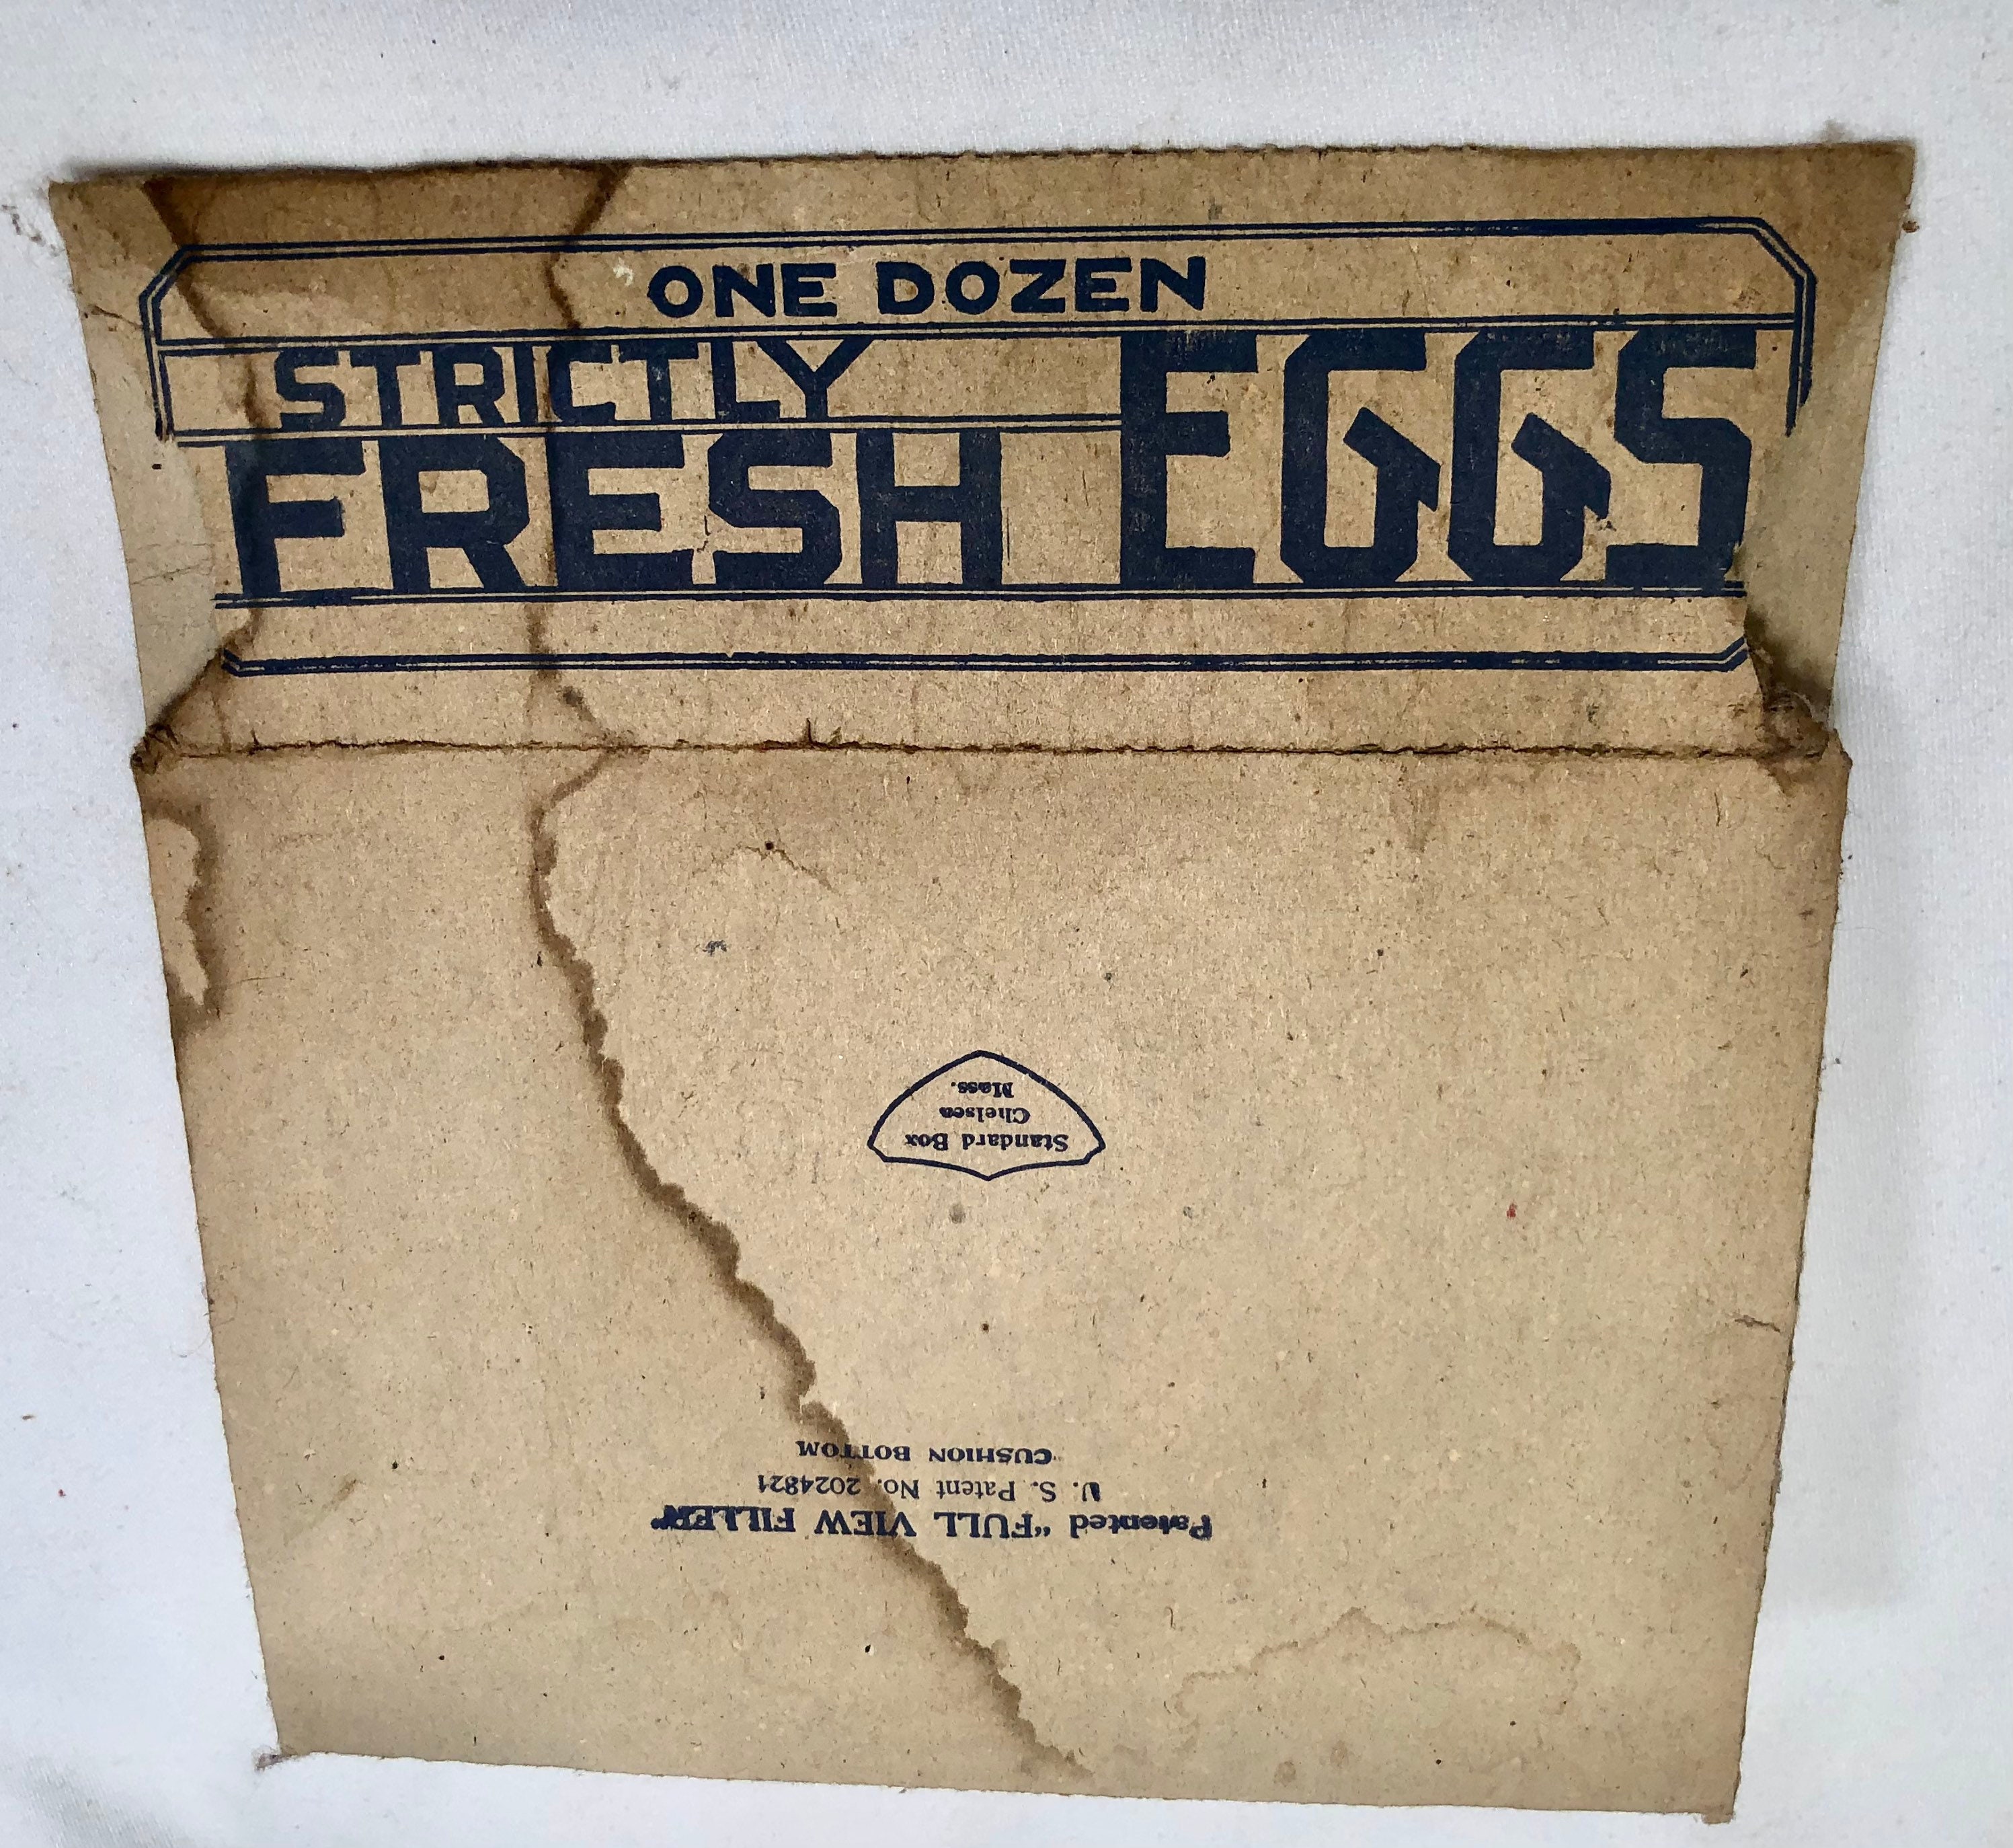 ONE DOZEN
STRICTLY
FRESH EGGS
Standard Box
Chelsea
Mass.
Patented "FULL VIEW FILLER"
U. S. Patent No. 2024821
CUSHION BOTTOM